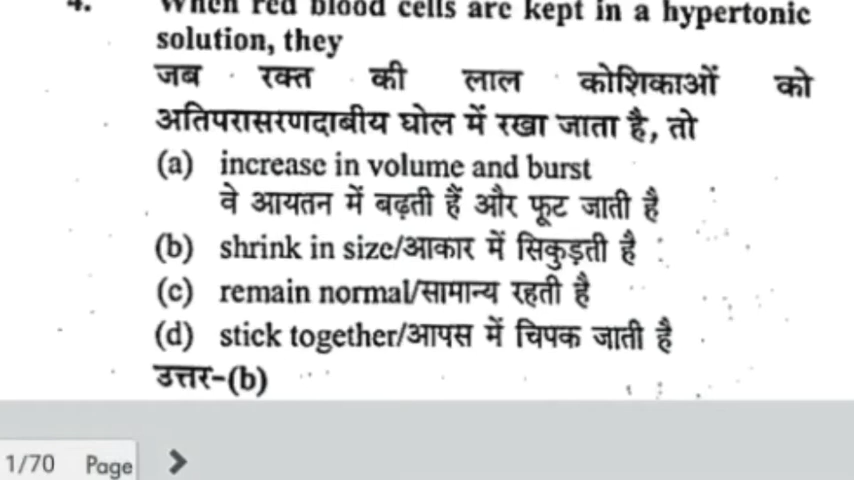 4. When red blood cells are kept in a hypertonic
solution, they
जब रक्त की लाल कोशिकाओं को
अतिपरासरणदाबीय घोल में रखा जाता है, तो
(a) increase in volume and burst
वे आयतन में बढ़ती हैं और फूट जाती है
(b) shrink in size/आकार में सिकुड़ती है
(c) remain normal/सामान्य रहती है
(d) stick together/आपस में चिपक जाती है
उत्तर-(b)
1/70 Page